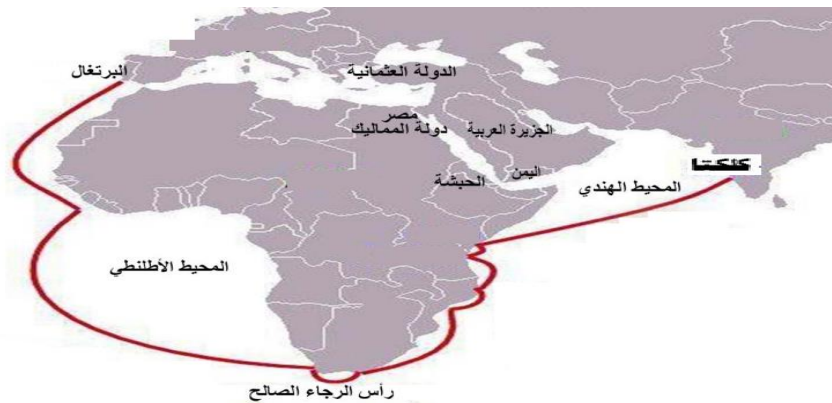 البرتغال
الدولة العثمانية
مصر
دولة المماليك
الجزيرة العربية
اليمن
الحبشة
كلكتا
المحيط الهندي
المحيط الأطلنطي
رأس الرجاء الصالح